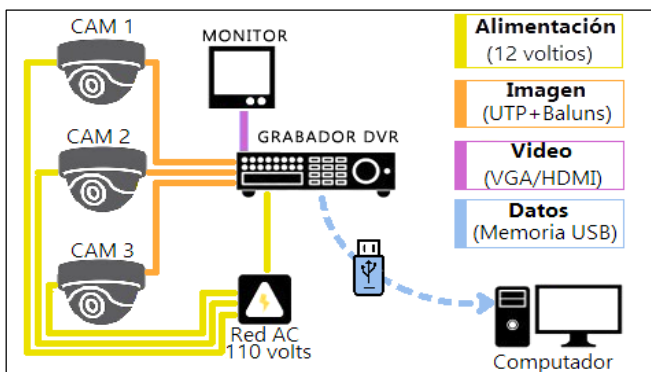 CAM 1
CAM 2
CAM 3
MONITOR
GRABADOR DVR
Red AC
110 volts
Alimentación
(12 voltios)
Imagen
(UTP+Baluns)
Video
(VGA/HDMI)
Datos
(Memoria USB)
Computador